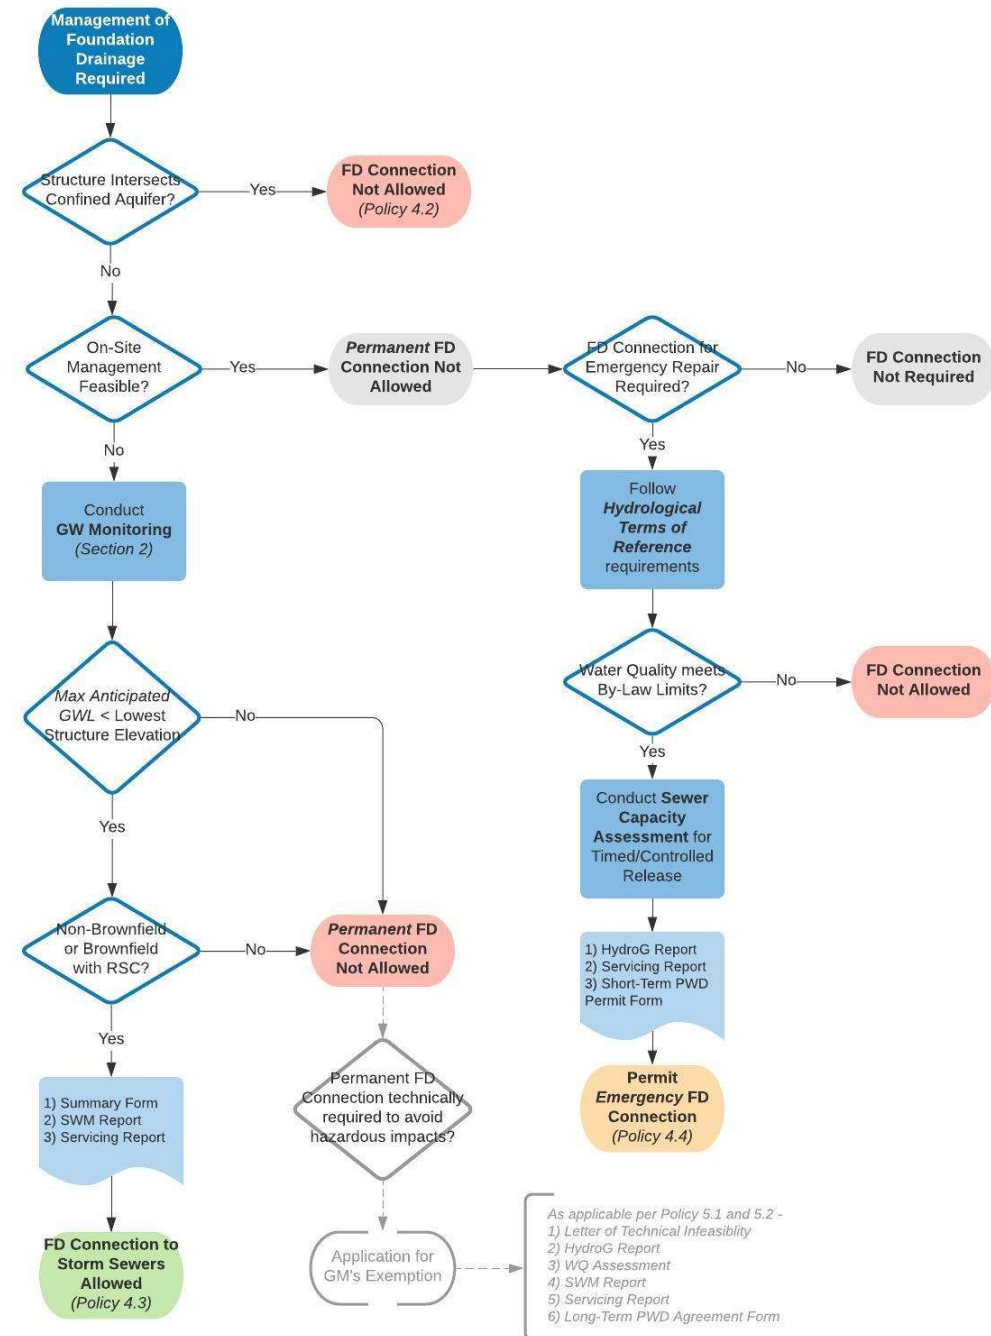 Management of
Foundation
Drainage
Required
Structure Intersects
Confined Aquifer?
Yes
FD Connection
Not Allowed
(Policy 4.2)
No
On-Site
Management
Feasible?
Yes
Permanent FD
Connection Not
Allowed
FD Connection for
Emergency Repair
Required?
No
FD Connection
Not Required
No
Yes
Conduct
GW Monitoring
(Section 2)
Follow
Hydrological
Terms of
Reference
requirements
Max Anticipated
GWL < Lowest
Structure Elevation
No
Water Quality meets
By-Law Limits?
No
FD Connection
Not Allowed
Yes
Yes
Conduct Sewer
Capacity
Assessment for
Timed/Controlled
Release
Non-Brownfield
or Brownfield
with RSC?
No
Permanent FD
Connection
Not Allowed
1) HydroG Report
2) Servicing Report
3) Short-Term PWD
Permit Form
Yes
1) Summary Form
2) SWM Report
3) Servicing Report
Permanent FD
Connection technically
required to avoid
hazardous impacts?
Permit
Emergency FD
Connection
(Policy 4.4)
FD Connection to
Storm Sewers
Allowed
(Policy 4.3)
Application for
GM's Exemption
As applicable per Policy 5.1 and 5.2 -
1) Letter of Technical Infeasiblity
2) HydroG Report
3) WQ Assessment
4) SWM Report
5) Servicing Report
6) Long-Term PWD Agreement Form